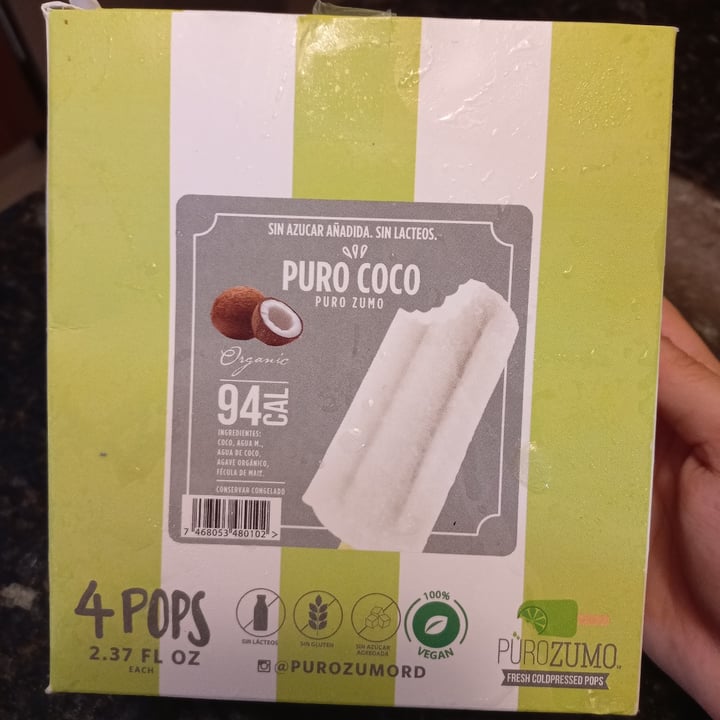 SIN AZUCAR AÑADIDA. SIN LACTEOS.
PURO COCO
PURO ZUMO
Organic
94 CAL
INGREDIENTES:
COCO, AGUA M.,
AGUA DE COCO,
AGAVE ORGÁNICO,
FÉCULA DE MAIZ.
CONSERVAR CONGELADO
7 468053 480102 >
4 POPS
2.37 FL OZ
EACH
SIN LÁCTEOS
SIN GLUTEN
SIN AZÚCAR
AGREGADA
100%
VEGAN
@PUROZUMORD
PUROZUMO
FRESH COLDPRESSED POPS